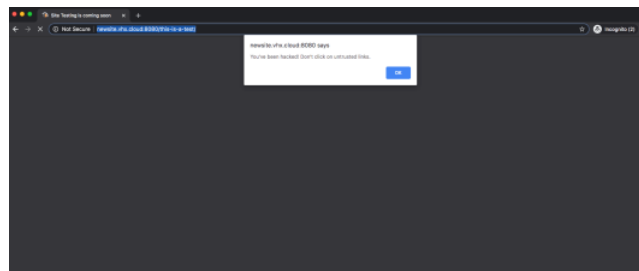 Site Testing is coming soon
Not Secure | newsite.vhx.cloud:8080/this-is-a-test/
Incognito (2)
newsite.vhx.cloud:8080 says
You've been hacked! Don't click on untrusted links.
OK